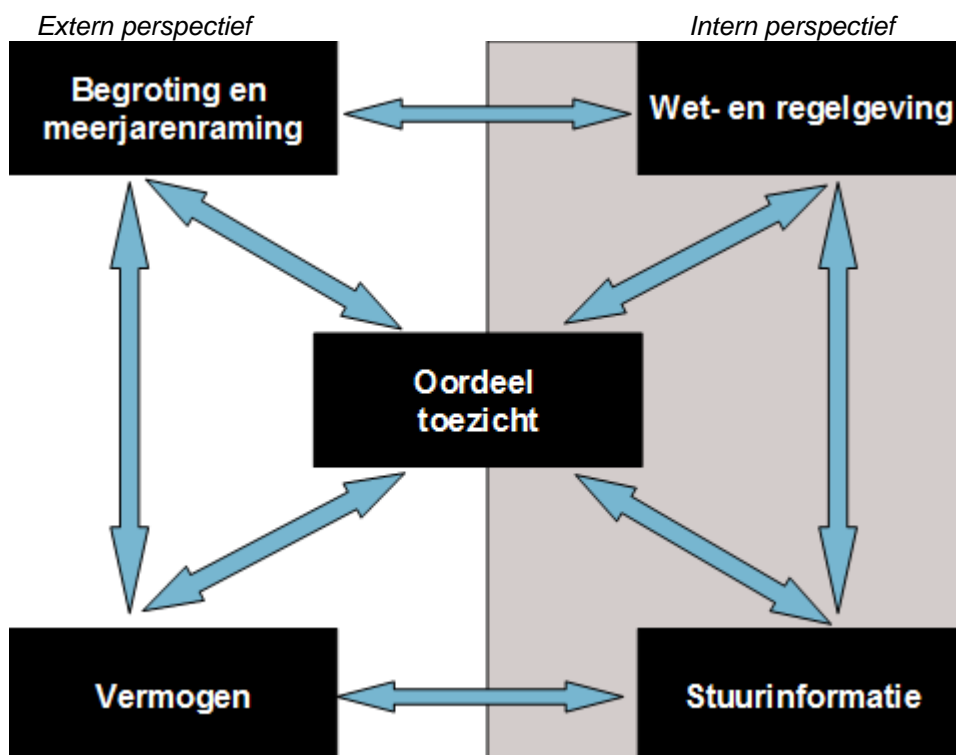 Extern perspectief
Intern perspectief
Begroting en
meerjarenraming
Wet- en regelgeving
Oordeel
toezicht
Vermogen
Stuurinformatie